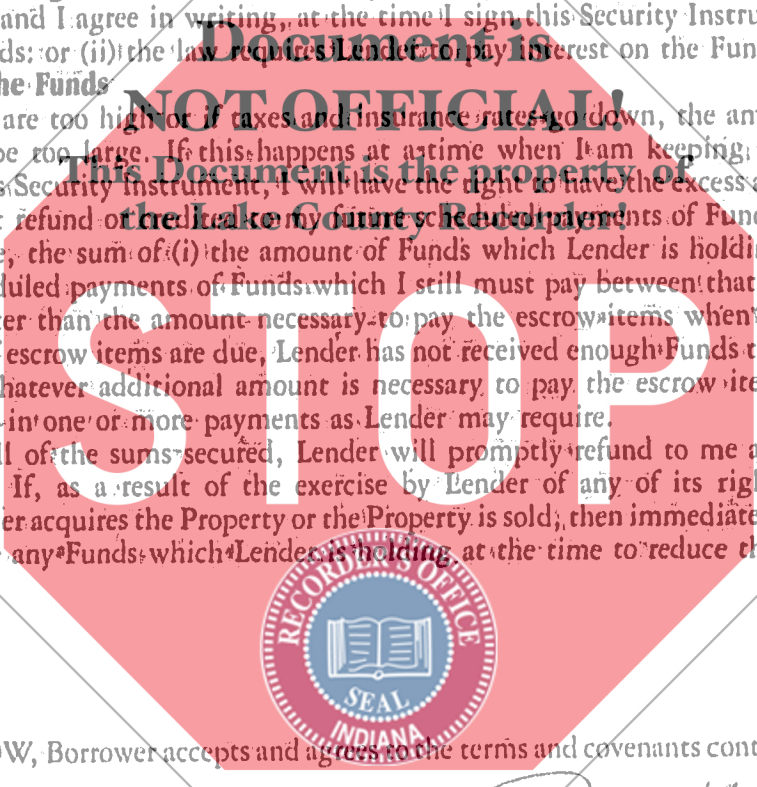 and I agree in writing, at the time I sign this Security Instru
ds; or (ii) the law requires Lender to pay interest on the Fun
Document is
he Funds
are too high or if taxes and insurance rates go down, the am
NOT OFFICIAL!
be too large. If this happens at a time when I am keeping
This Document is the property of
s Security Instrument, I will have the right to have the excess a
the Lake County Recorder!
refund or credited to my future scheduled payments of Fund
e, the sum of (i) the amount of Funds which Lender is holdi
duled payments of Funds which I still must pay between that
ter than the amount necessary to pay the escrow items when
escrow items are due, Lender has not received enough Funds t
hatever additional amount is necessary to pay the escrow ite
in one or more payments as Lender may require.
STOP
ll of the sums secured, Lender will promptly refund to me a
If, as a result of the exercise by Lender of any of its rig
er acquires the Property or the Property is sold, then immediate
any Funds which Lender is holding at the time to reduce th
RECORDER'S OFFICE
SEAL
INDIANA
OW, Borrower accepts and agrees to the terms and covenants cont